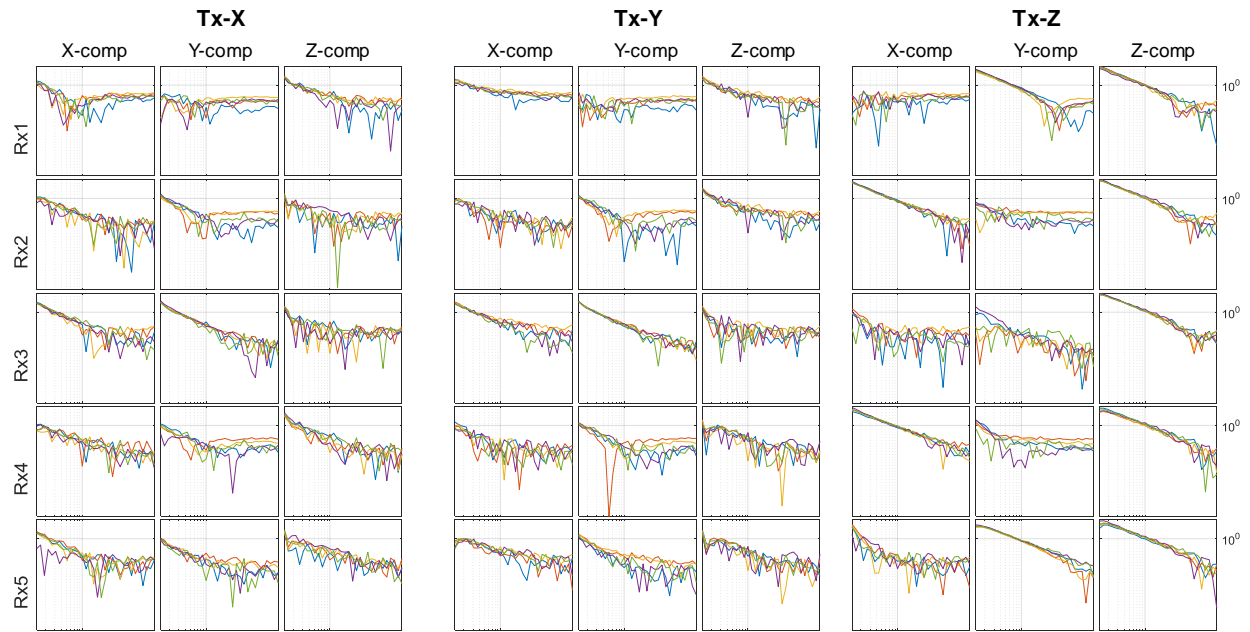 Tx-X Tx-Y Tx-Z
X-comp Y-comp Z-comp X-comp Y-comp Z-comp X-comp Y-comp Z-comp
Rx1 10⁰
Rx2 10⁰
Rx3 10⁰
Rx4 10⁰
Rx5 10⁰